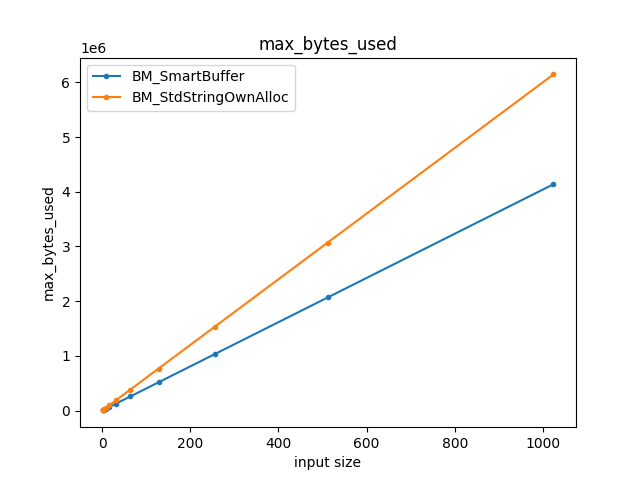 max_bytes_used
1e6
BM_SmartBuffer
BM_StdStringOwnAlloc
6
5
4
3
2
1
0
max_bytes_used
0
200
400
600
800
1000
input size